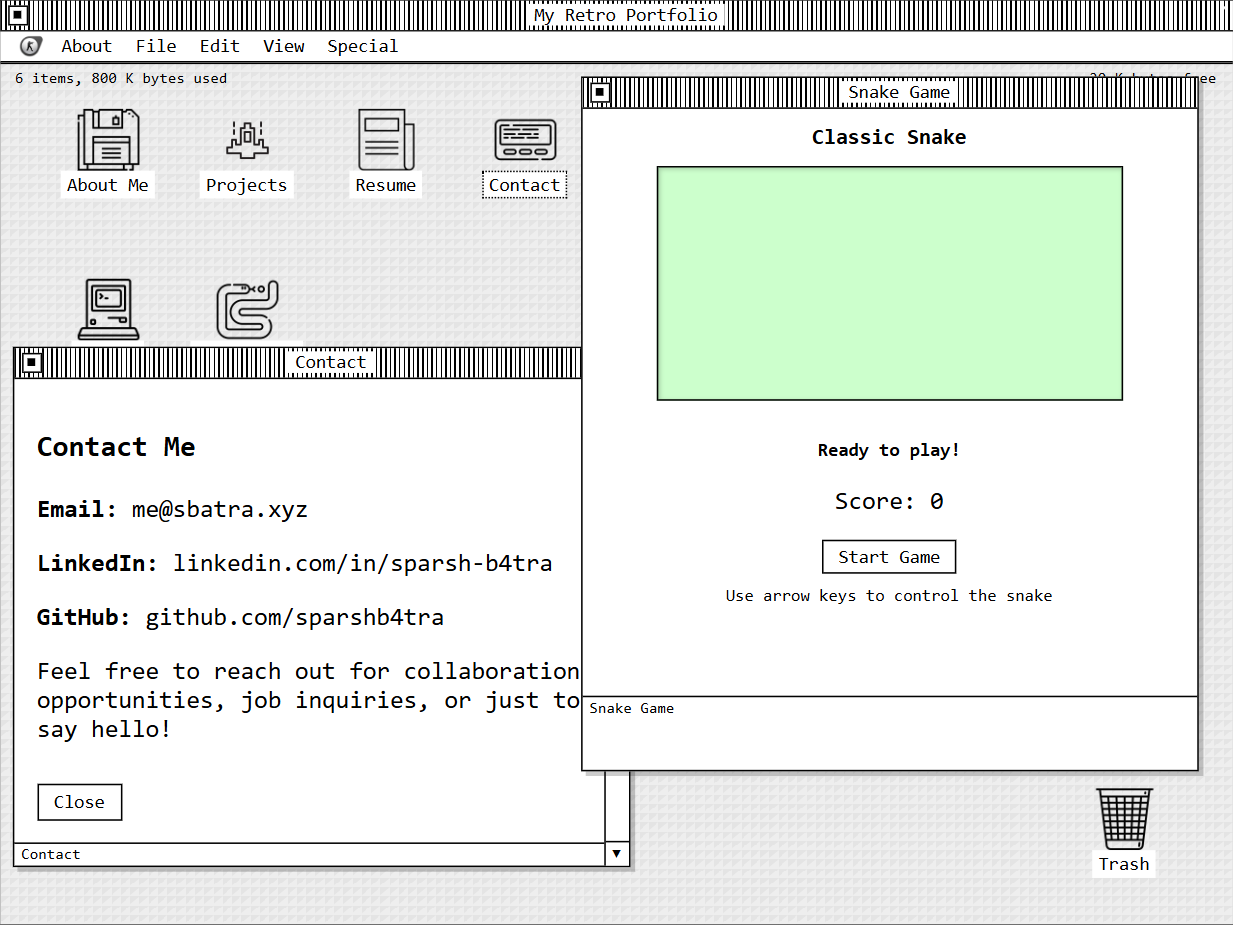 My Retro Portfolio
About File Edit View Special
6 items, 800 K bytes used
free
About Me
Projects
Resume
Contact
Contact
Contact Me
Email: me@sbatra.xyz
LinkedIn: linkedin.com/in/sparsh-b4tra
GitHub: github.com/sparshb4tra
Feel free to reach out for collaboration
opportunities, job inquiries, or just to
say hello!
Close
Contact
Snake Game
Classic Snake
Ready to play!
Score: 0
Start Game
Use arrow keys to control the snake
Snake Game
Trash